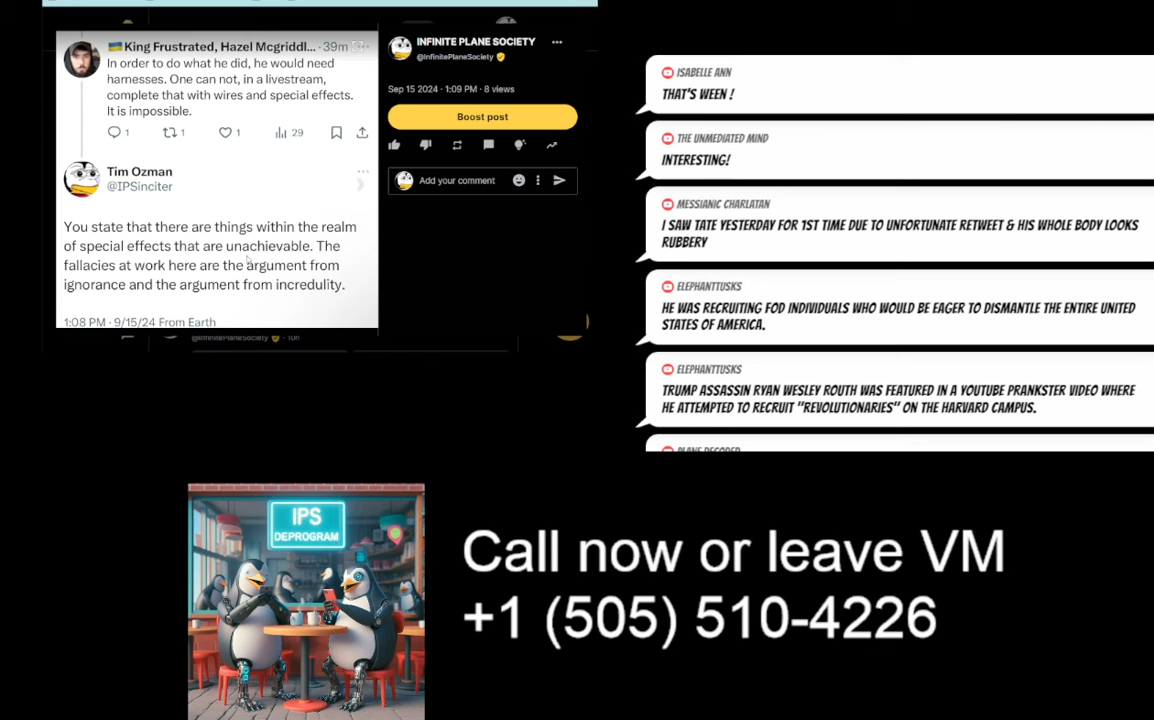 King Frustrated, Hazel Mcgriddl... · 39m
In order to do what he did, he would need
harnesses. One can not, in a livestream,
complete that with wires and special effects.
It is impossible.
1 1 1 29
Tim Ozman
@IPSinciter
You state that there are things within the realm
of special effects that are unachievable. The
fallacies at work here are the argument from
ignorance and the argument from incredulity.
1:08 PM · 9/15/24 From Earth
INFINITE PLANE SOCIETY
@InfinitePlaneSociety
Sep 15 2024 · 1:09 PM · 8 views
Boost post
Add your comment
@InfinitePlaneSociety · 10h
ISABELLE ANN
THAT'S WEEN !
THE UNMEDIATED MIND
INTERESTING!
MESSIANIC CHARLATAN
I SAW TATE YESTERDAY FOR 1ST TIME DUE TO UNFORTUNATE RETWEET & HIS WHOLE BODY LOOKS
RUBBERY
ELEPHANTTUSKS
HE WAS RECRUITING FOD INDIVIDUALS WHO WOULD BE EAGER TO DISMANTLE THE ENTIRE UNITED
STATES OF AMERICA.
ELEPHANTTUSKS
TRUMP ASSASSIN RYAN WESLEY ROUTH WAS FEATURED IN A YOUTUBE PRANKSTER VIDEO WHERE
HE ATTEMPTED TO RECRUIT "REVOLUTIONARIES" ON THE HARVARD CAMPUS.
PLANE DECODED
IPS
DEPROGRAM
Call now or leave VM
+1 (505) 510-4226